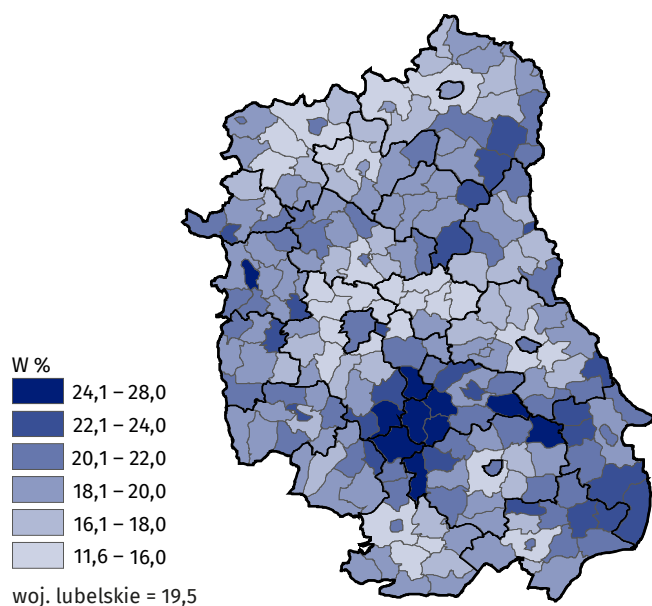 W %
24,1 – 28,0
22,1 – 24,0
20,1 – 22,0
18,1 – 20,0
16,1 – 18,0
11,6 – 16,0
woj. lubelskie = 19,5